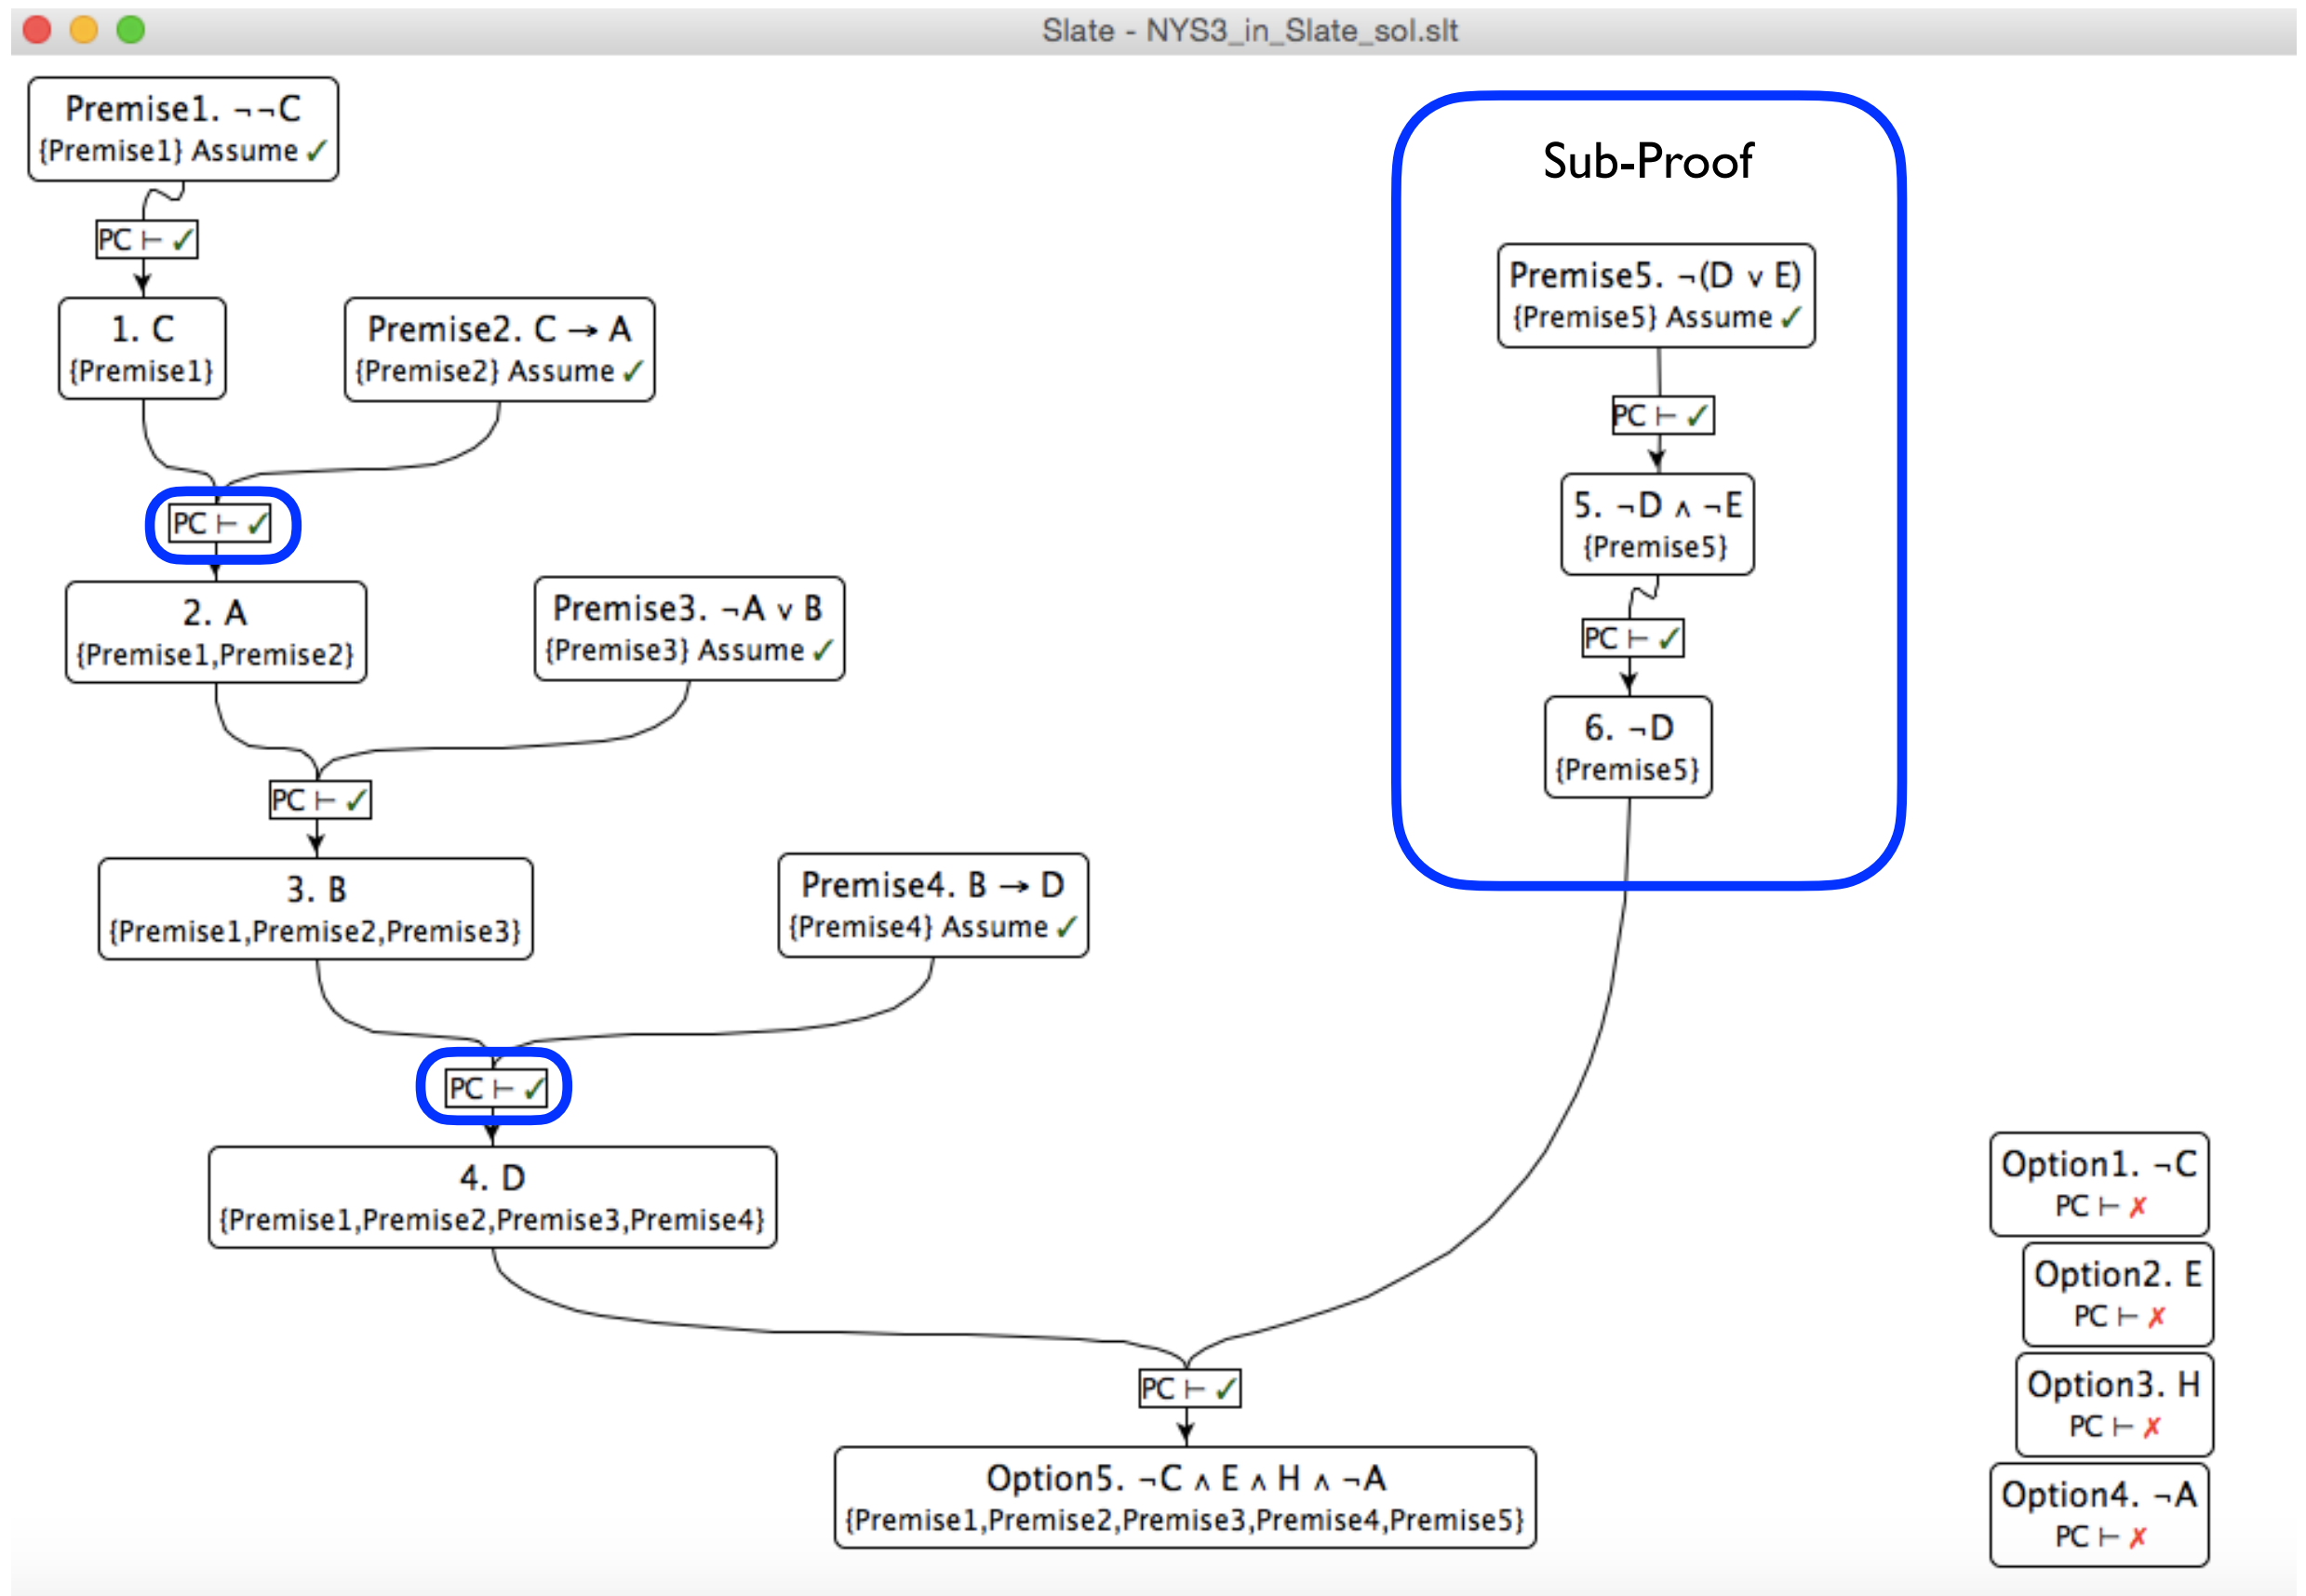 Slate - NYS3_in_Slate_sol.slt
Premise1. ¬¬C
{Premise1} Assume ✓
PC ⊢ ✓
1. C
{Premise1}
Premise2. C → A
{Premise2} Assume ✓
PC ⊢ ✓
2. A
{Premise1,Premise2}
Premise3. ¬A ∨ B
{Premise3} Assume ✓
PC ⊢ ✓
3. B
{Premise1,Premise2,Premise3}
Premise4. B → D
{Premise4} Assume ✓
PC ⊢ ✓
4. D
{Premise1,Premise2,Premise3,Premise4}
Sub-Proof
Premise5. ¬(D ∨ E)
{Premise5} Assume ✓
PC ⊢ ✓
5. ¬D ∧ ¬E
{Premise5}
PC ⊢ ✓
6. ¬D
{Premise5}
PC ⊢ ✓
Option5. ¬C ∧ E ∧ H ∧ ¬A
{Premise1,Premise2,Premise3,Premise4,Premise5}
Option1. ¬C
PC ⊢ ✗
Option2. E
PC ⊢ ✗
Option3. H
PC ⊢ ✗
Option4. ¬A
PC ⊢ ✗